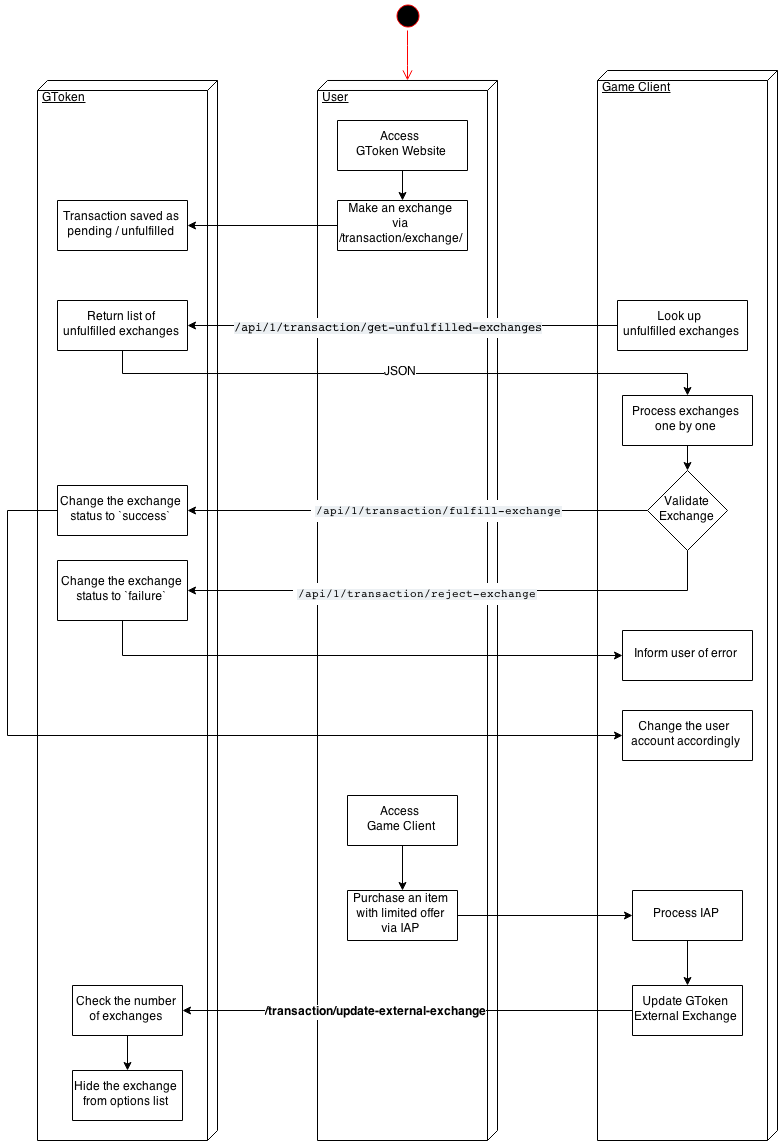 GToken
User
Game Client
Access
GToken Website
Transaction saved as
pending / unfulfilled
Make an exchange
via
/transaction/exchange/
Return list of
unfulfilled exchanges
/api/1/transaction/get-unfulfilled-exchanges
Look up
unfulfilled exchanges
JSON
Process exchanges
one by one
Change the exchange
status to `success`
/api/1/transaction/fulfill-exchange
Validate
Exchange
Change the exchange
status to `failure`
/api/1/transaction/reject-exchange
Inform user of error
Change the user
account accordingly
Access
Game Client
Purchase an item
with limited offer
via IAP
Process IAP
Check the number
of exchanges
/transaction/update-external-exchange
Update GToken
External Exchange
Hide the exchange
from options list